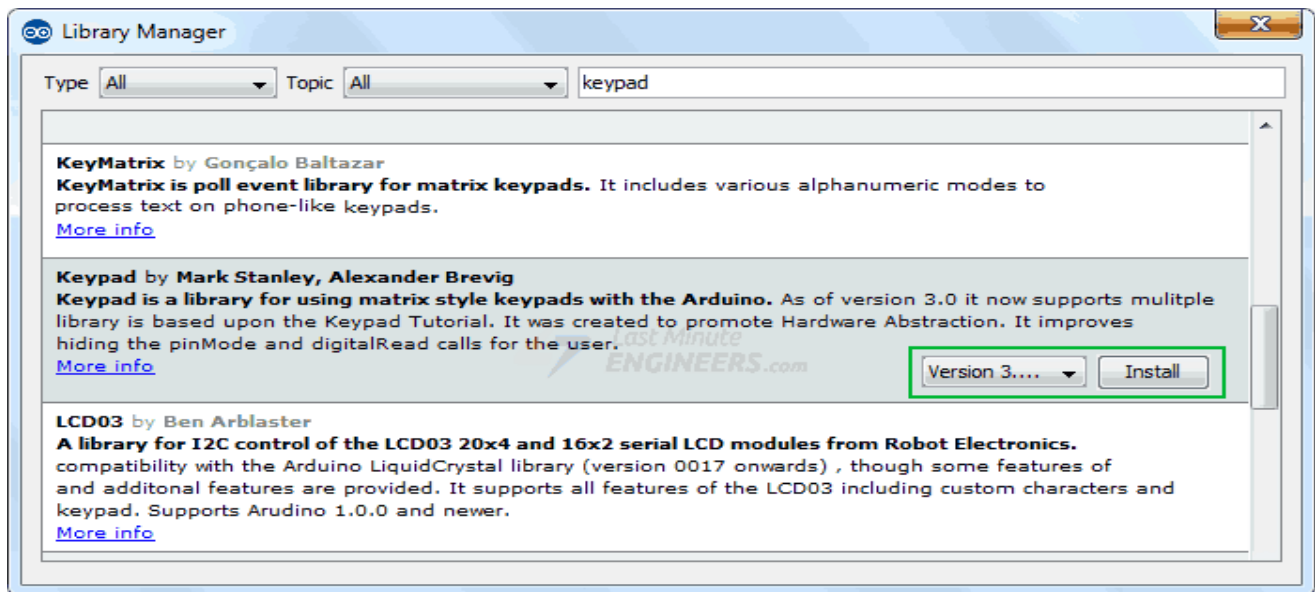 Library Manager
Type All Topic All keypad
KeyMatrix by Gonçalo Baltazar
KeyMatrix is poll event library for matrix keypads. It includes various alphanumeric modes to
process text on phone-like keypads.
More info
Keypad by Mark Stanley, Alexander Brevig
Keypad is a library for using matrix style keypads with the Arduino. As of version 3.0 it now supports mulitple
library is based upon the Keypad Tutorial. It was created to promote Hardware Abstraction. It improves
hiding the pinMode and digitalRead calls for the user.
Last Minute
ENGINEERS.com
More info
Version 3.... Install
LCD03 by Ben Arblaster
A library for I2C control of the LCD03 20x4 and 16x2 serial LCD modules from Robot Electronics.
compatibility with the Arduino LiquidCrystal library (version 0017 onwards) , though some features of
and additonal features are provided. It supports all features of the LCD03 including custom characters and
keypad. Supports Arudino 1.0.0 and newer.
More info